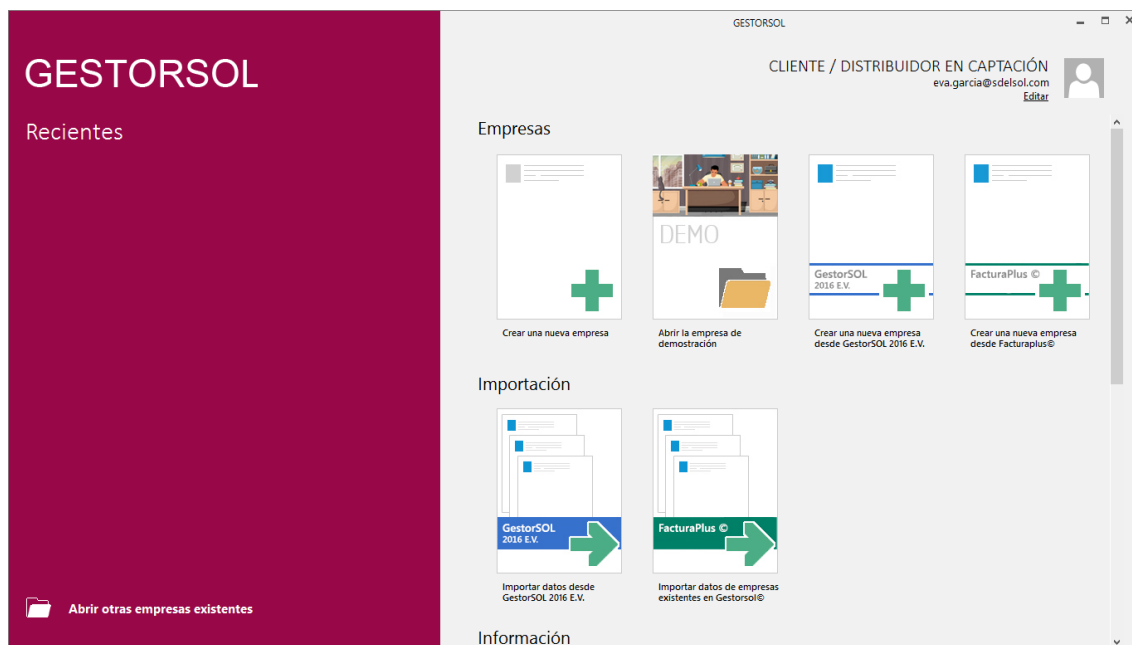 GESTORSOL
GESTORSOL
CLIENTE / DISTRIBUIDOR EN CAPTACIÓN
eva.garcia@sdelsol.com
Editar
Recientes
Empresas
DEMO
GestorSOL
2016 E.V.
FacturaPlus ©
Crear una nueva empresa
Abrir la empresa de
demostración
Crear una nueva empresa
desde GestorSOL 2016 E.V.
Crear una nueva empresa
desde Facturaplus©
Importación
GestorSOL
2016 E.V.
FacturaPlus ©
Importar datos desde
GestorSOL 2016 E.V.
Importar datos de empresas
existentes en Gestorsol©
Abrir otras empresas existentes
Información